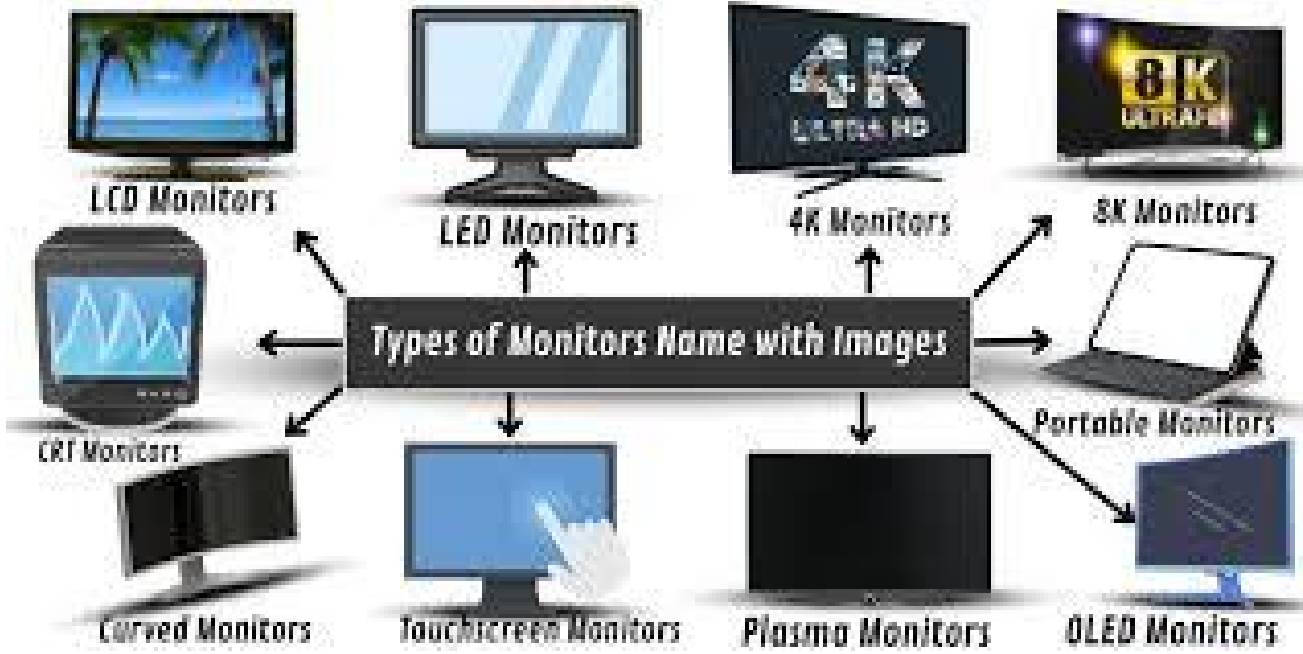 4K
ULTRA HD
8K
ULTRAHD
LCD Monitors
LED Monitors
4K Monitors
8K Monitors
Types of Monitors Name with Images
CRT Monitors
Portable Monitors
Curved Monitors
Touchscreen Monitors
Plasma Monitors
OLED Monitors